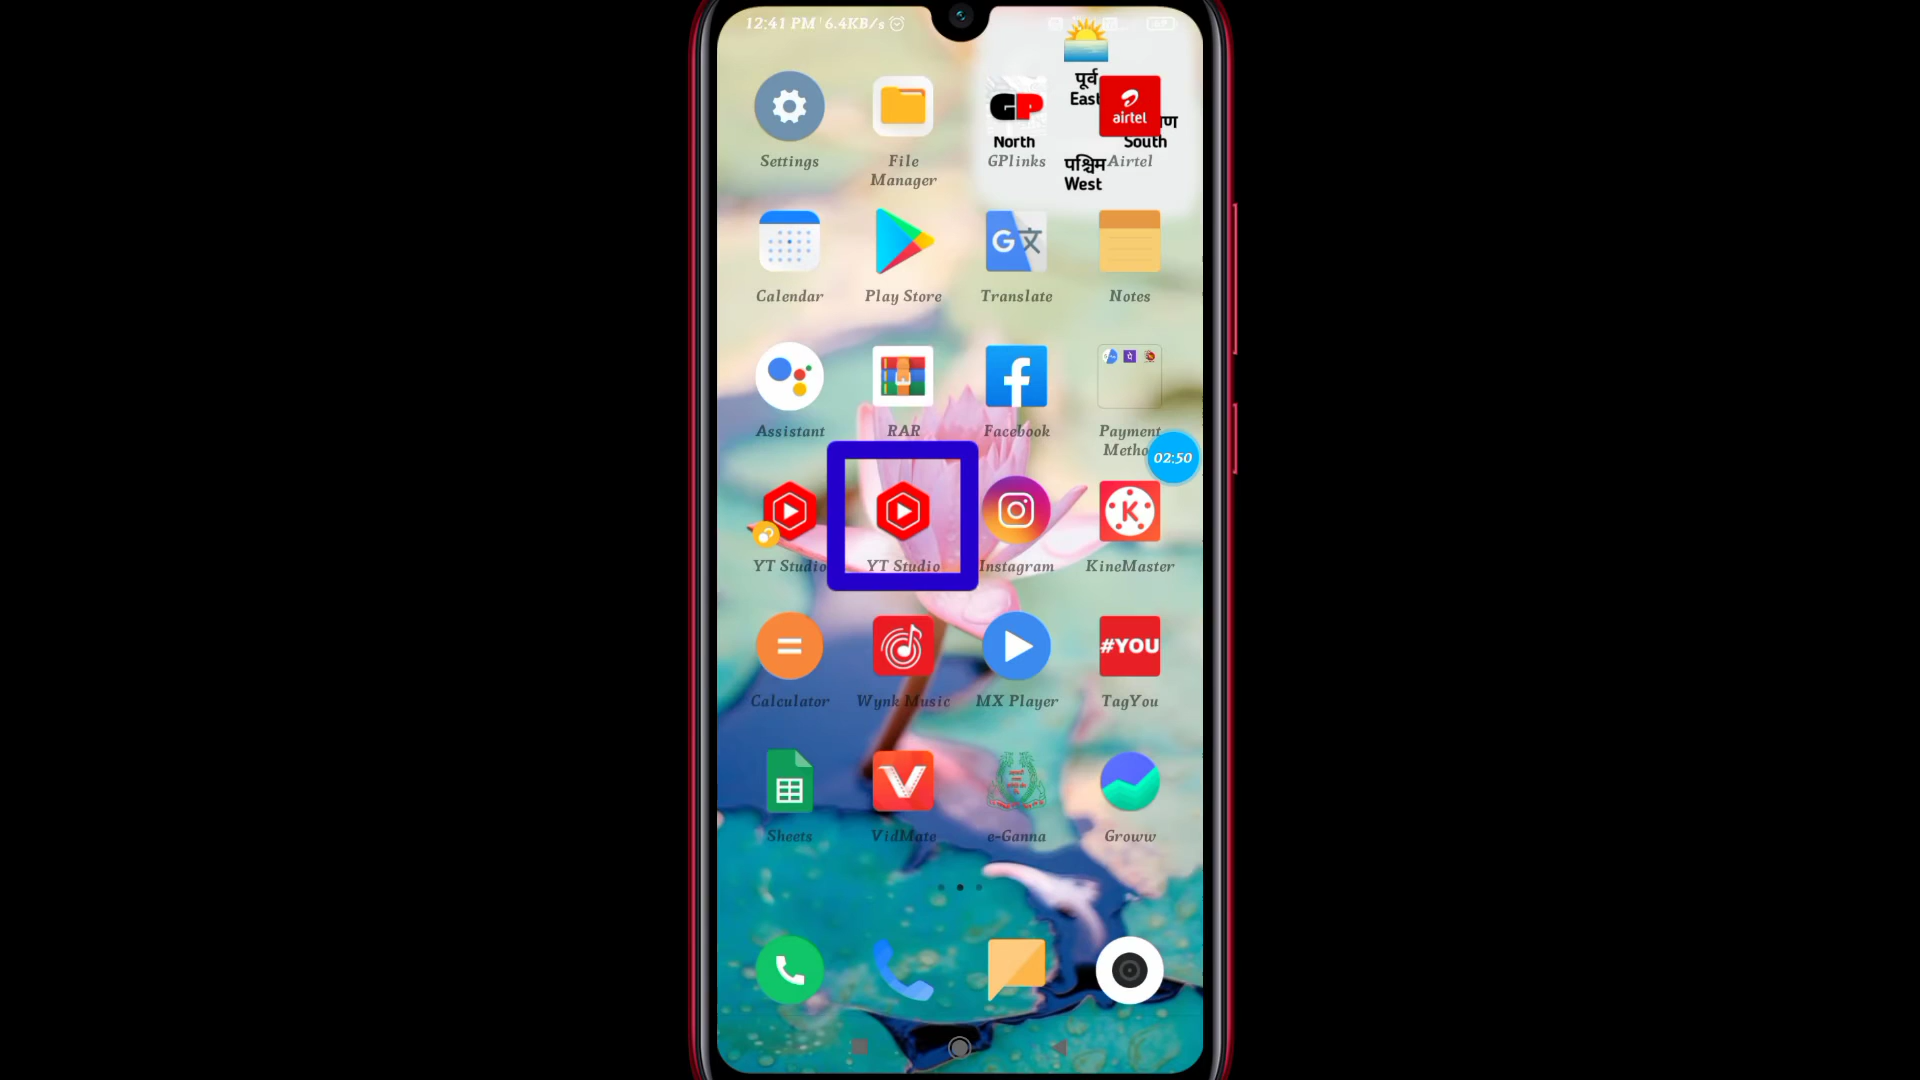 12:41 PM 6.4KB/s
पूर्व
East
airtel
GP
North
South
Settings
File
Manager
GPlinks
पश्चिम
West
Airtel
Calendar
Play Store
Translate
Notes
Assistant
RAR
Facebook
Payment
02:50
YT Studio
YT Studio
Instagram
KineMaster
#YOU
Calculator
Wynk Music
MX Player
TagYou
Sheets
VidMate
e-Ganna
Groww